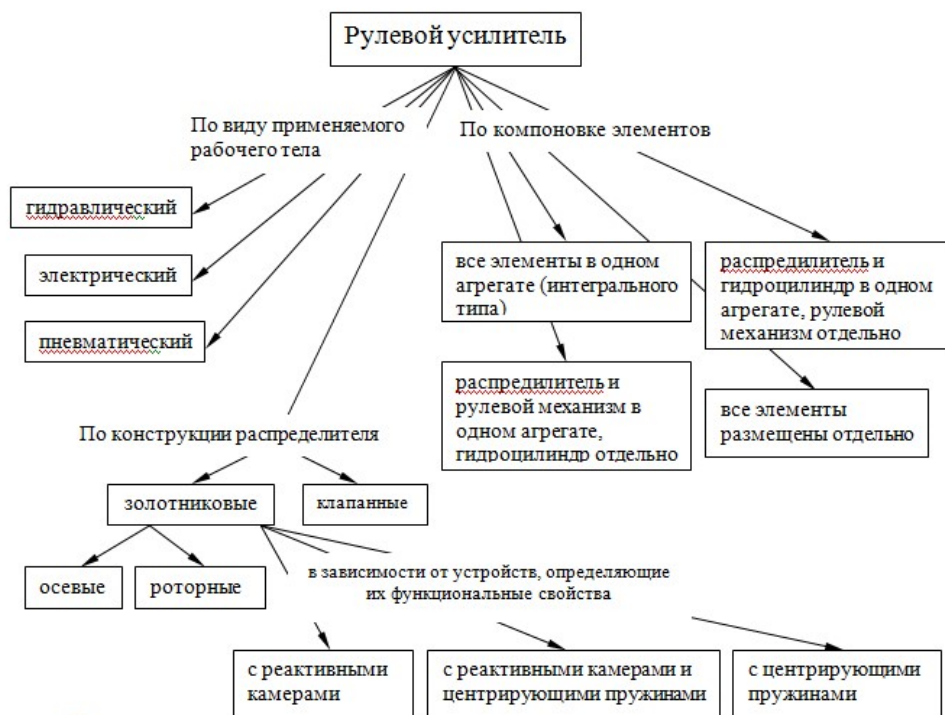 Рулевой усилитель
По виду применяемого
рабочего тела
По компоновке элементов
гидравлический
электрический
пневматический
все элементы в одном
агрегате (интегрального
типа)
распредилитель и
гидроцилиндр в одном
агрегате, рулевой
механизм отдельно
распредилитель и
рулевой механизм в
одном агрегате,
гидроцилиндр отдельно
все элементы
размещены отдельно
По конструкции распределителя
золотниковые
клапанные
осевые
роторные
в зависимости от устройств, определяющие
их функциональные свойства
с реактивными
камерами
с реактивными камерами и
центрирующими пружинами
с центрирующими
пружинами